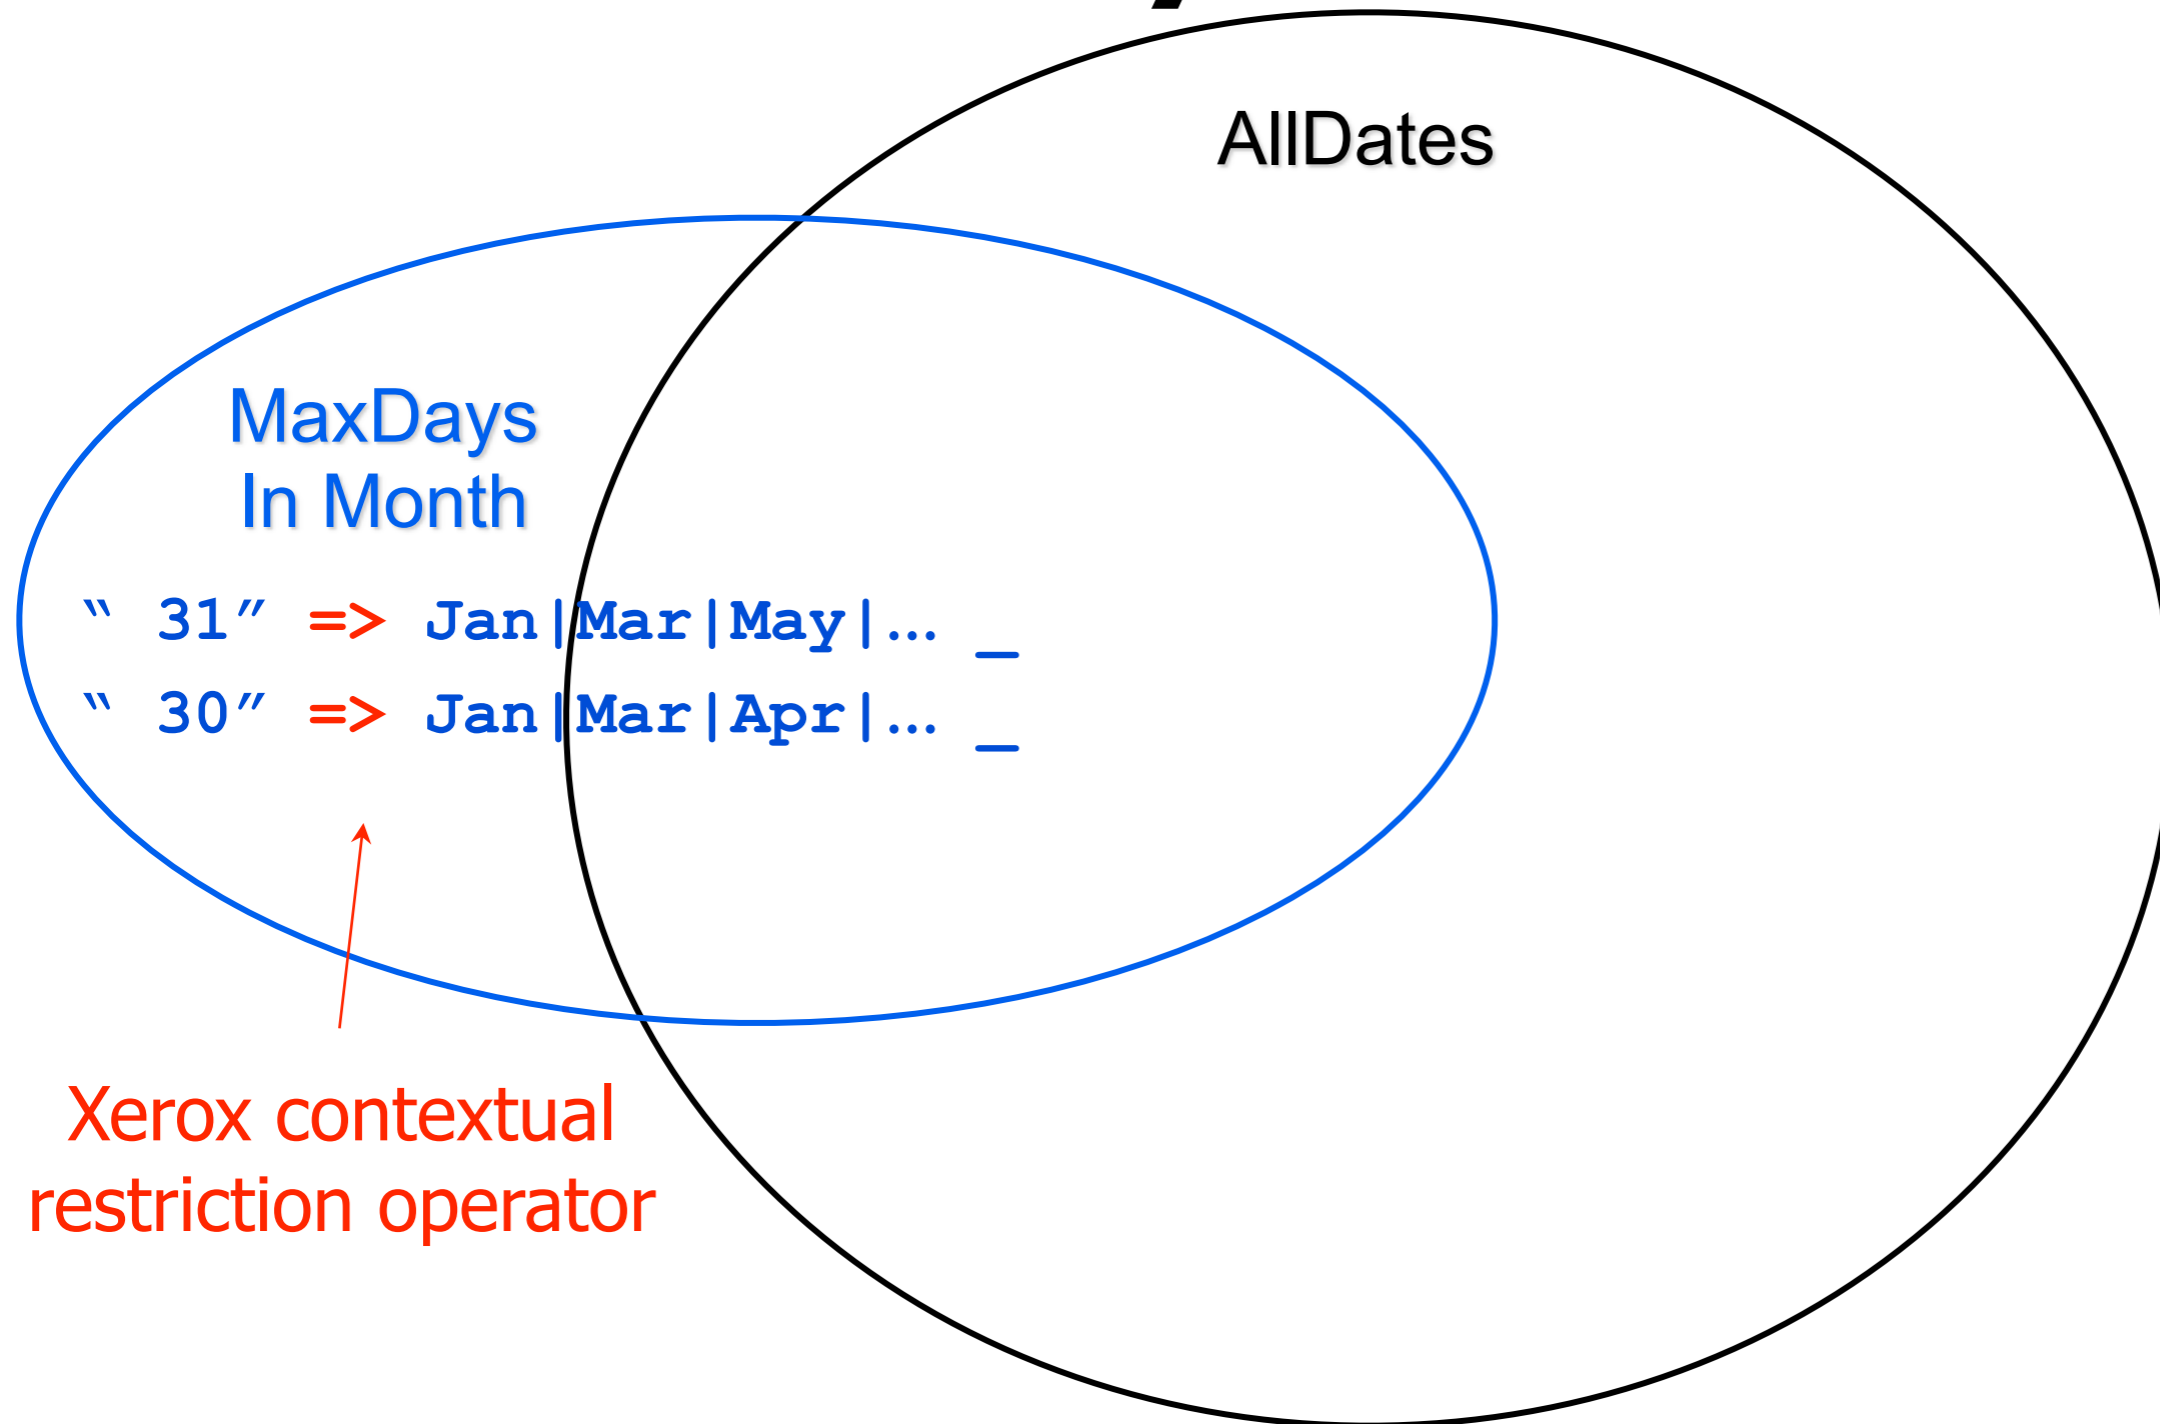 AllDates
MaxDays
In Month
“ 31” => Jan|Mar|May|… _
“ 30” => Jan|Mar|Apr|… _
Xerox contextual
restriction operator